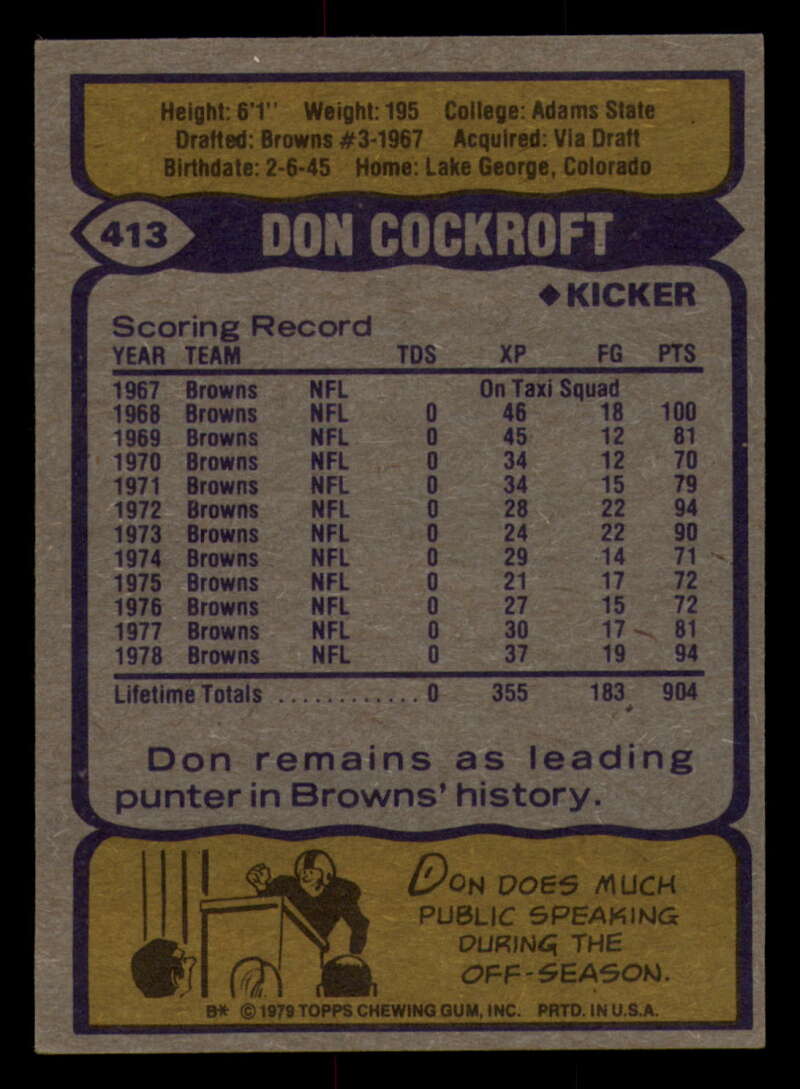 Height: 6'1" Weight: 195 College: Adams State
Drafted: Browns #3-1967 Acquired: Via Draft
Birthdate: 2-6-45 Home: Lake George, Colorado
413 DON COCKROFT
◆KICKER
Scoring Record
YEAR TEAM TDS XP FG PTS
1967 Browns NFL On Taxi Squad
1968 Browns NFL 0 46 18 100
1969 Browns NFL 0 45 12 81
1970 Browns NFL 0 34 12 70
1971 Browns NFL 0 34 15 79
1972 Browns NFL 0 28 22 94
1973 Browns NFL 0 24 22 90
1974 Browns NFL 0 29 14 71
1975 Browns NFL 0 21 17 72
1976 Browns NFL 0 27 15 72
1977 Browns NFL 0 30 17 81
1978 Browns NFL 0 37 19 94
Lifetime Totals ............ 0 355 183 904
Don remains as leading
punter in Browns' history.
DON DOES MUCH
PUBLIC SPEAKING
DURING THE
OFF-SEASON.
B* © 1979 TOPPS CHEWING GUM, INC. PRTD. IN U.S.A.